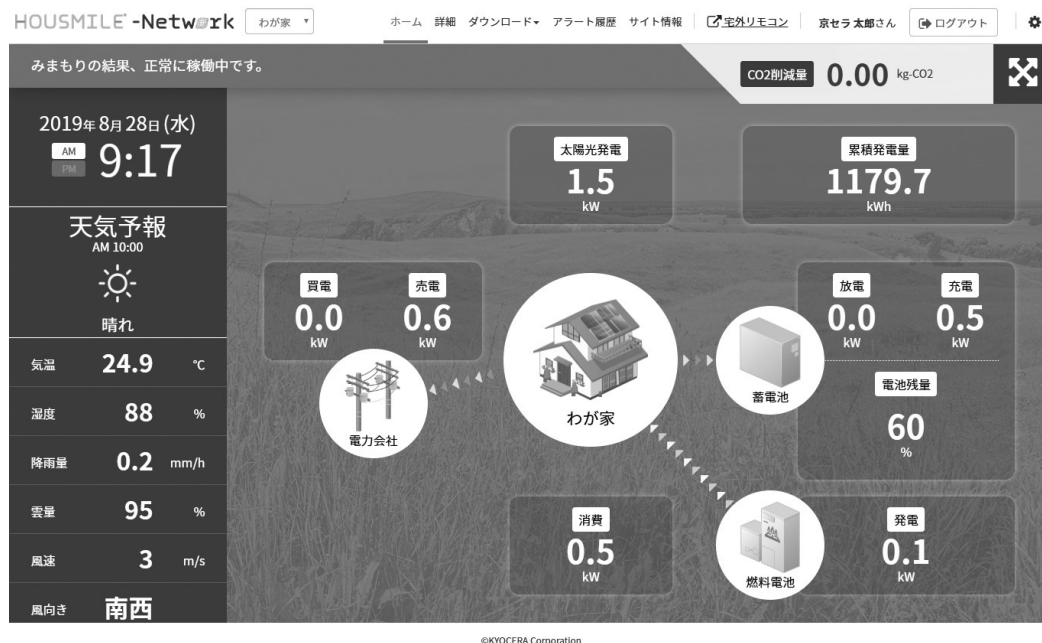 HOUSMILE®-Netw@rk わが家 ホーム 詳細 ダウンロード アラート履歴 サイト情報 宅外リモコン 京セラ 太郎さん ログアウト
みまもりの結果、正常に稼働中です。
CO2削減量 0.00 kg-CO2
2019年8月28日(水)
AM
PM
9:17
天気予報
AM 10:00
晴れ
気温 24.9 ℃
湿度 88 %
降雨量 0.2 mm/h
雲量 95 %
風速 3 m/s
風向き 南西
太陽光発電
1.5
kW
累積発電量
1179.7
kWh
買電 売電
0.0 0.6
kW kW
電力会社
わが家
蓄電池
放電 充電
0.0 0.5
kW kW
電池残量
60
%
消費
0.5
kW
燃料電池
発電
0.1
kW
©KYOCERA Corporation